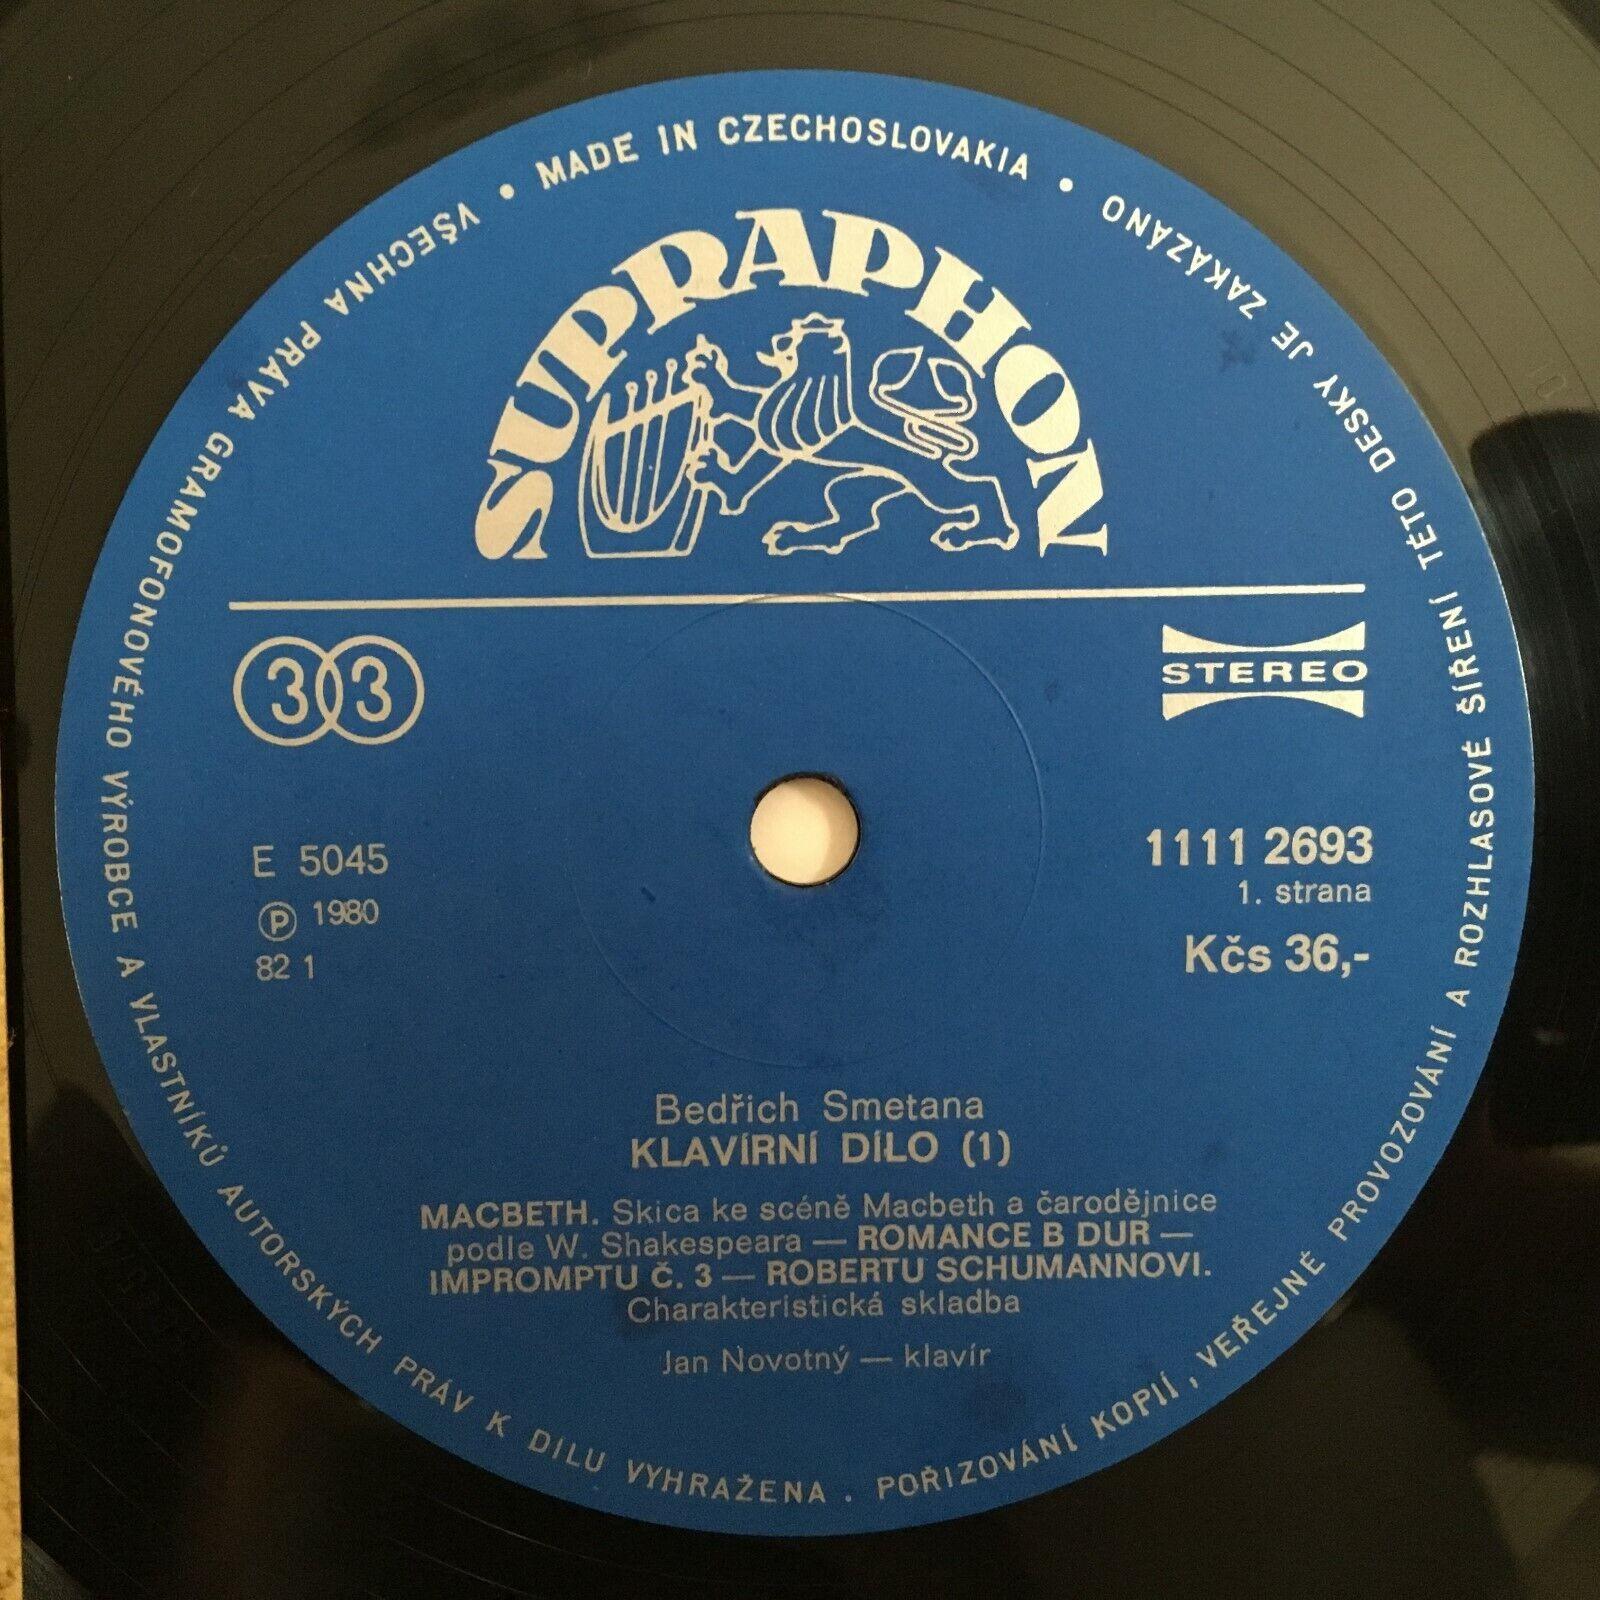 VŠECHNA PRÁVA GRAMOFONOVÉHO VÝROBCE A VLASTNÍKŮ AUTORSKÝCH PRÁV K DÍLU VYHRAŽENA . POŘIZOVÁNÍ KOPIÍ, VEŘEJNÉ PROVOZOVÁNÍ A ROZHLASOVÉ ŠÍŘENÍ TÉTO DESKY JE ZAKÁZÁNO • MADE IN CZECHOSLOVAKIA •
SUPRAPHON
33
STEREO
E 5045
Ⓟ 1980
82 1
1111 2693
1. strana
Kčs 36,-
Bedřich Smetana
KLAVÍRNÍ DÍLO (1)
MACBETH. Skica ke scéně Macbeth a čarodějnice
podle W. Shakespeara — ROMANCE B DUR —
IMPROMPTU Č. 3 — ROBERTU SCHUMANNOVI.
Charakteristická skladba
Jan Novotný — klavír